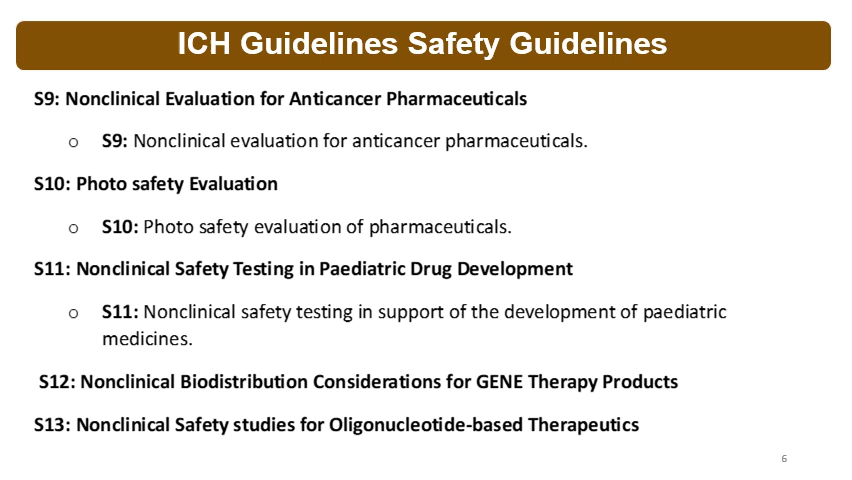 ICH Guidelines Safety Guidelines
S9: Nonclinical Evaluation for Anticancer Pharmaceuticals
o S9: Nonclinical evaluation for anticancer pharmaceuticals.
S10: Photo safety Evaluation
o S10: Photo safety evaluation of pharmaceuticals.
S11: Nonclinical Safety Testing in Paediatric Drug Development
o S11: Nonclinical safety testing in support of the development of paediatric
medicines.
S12: Nonclinical Biodistribution Considerations for GENE Therapy Products
S13: Nonclinical Safety studies for Oligonucleotide-based Therapeutics
6